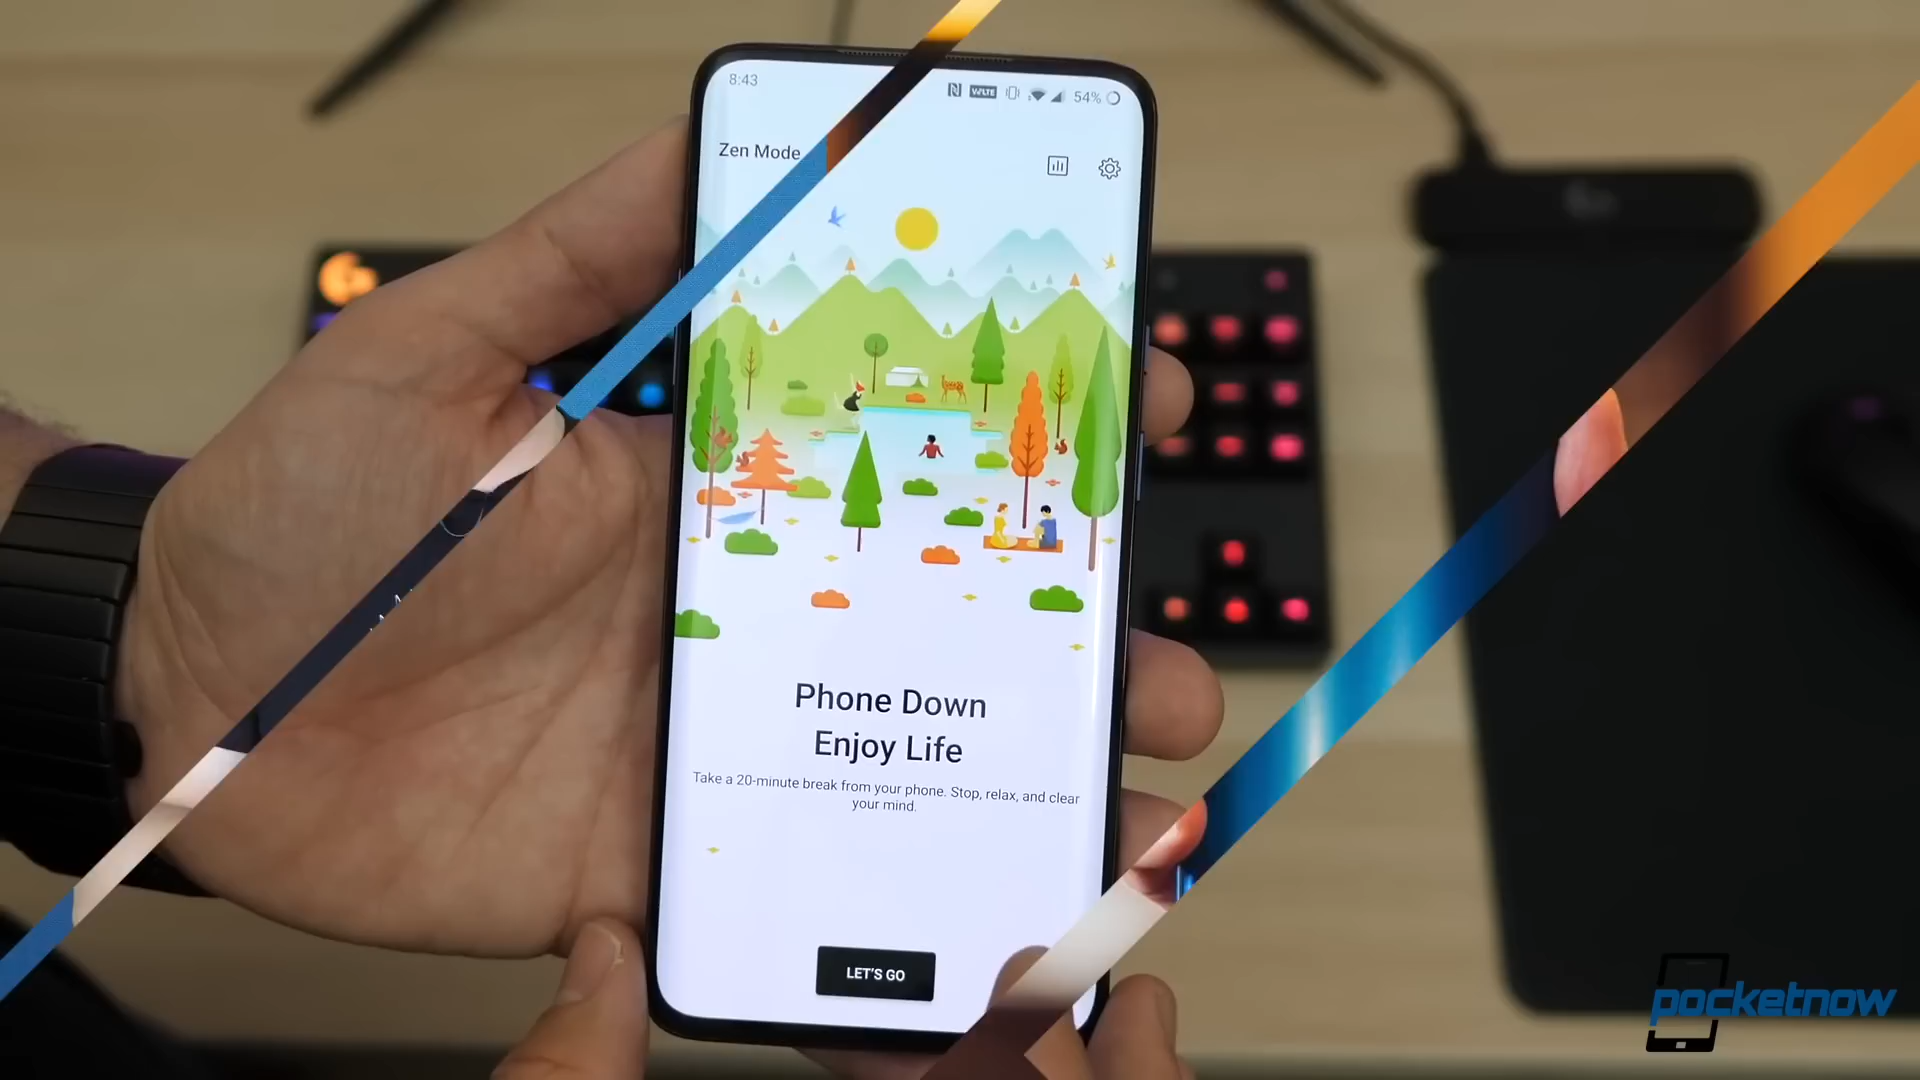 8:43
VoLTE
54%
Zen Mode
Phone Down
Enjoy Life
Take a 20-minute break from your phone. Stop, relax, and clear
your mind.
LET'S GO
pocketnow